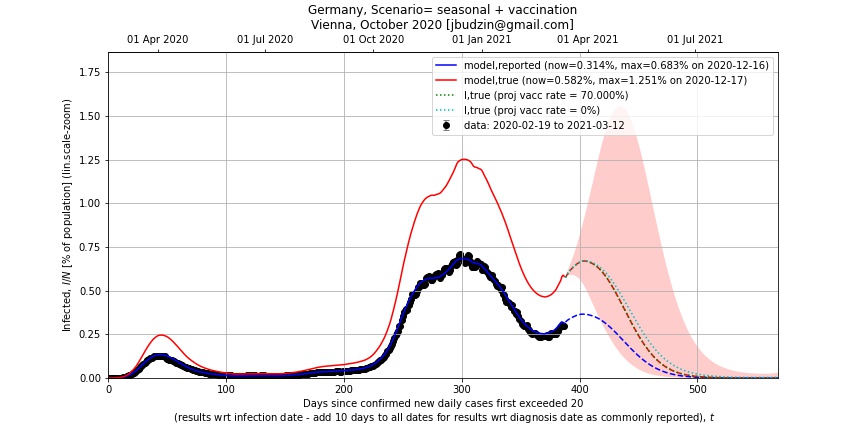 Germany, Scenario= seasonal + vaccination
Vienna, October 2020 [jbudzin@gmail.com]
01 Apr 2020 01 Jul 2020 01 Oct 2020 01 Jan 2021 01 Apr 2021 01 Jul 2021
model,reported (now=0.314%, max=0.683% on 2020-12-16)
model,true (now=0.582%, max=1.251% on 2020-12-17)
I,true (proj vacc rate = 70.000%)
I,true (proj vacc rate = 0%)
data: 2020-02-19 to 2021-03-12
Infected, I/N [% of population] (lin.scale-zoom)
1.75
1.50
1.25
1.00
0.75
0.50
0.25
0.00
0 100 200 300 400 500
Days since confirmed new daily cases first exceeded 20
(results wrt infection date - add 10 days to all dates for results wrt diagnosis date as commonly reported), t